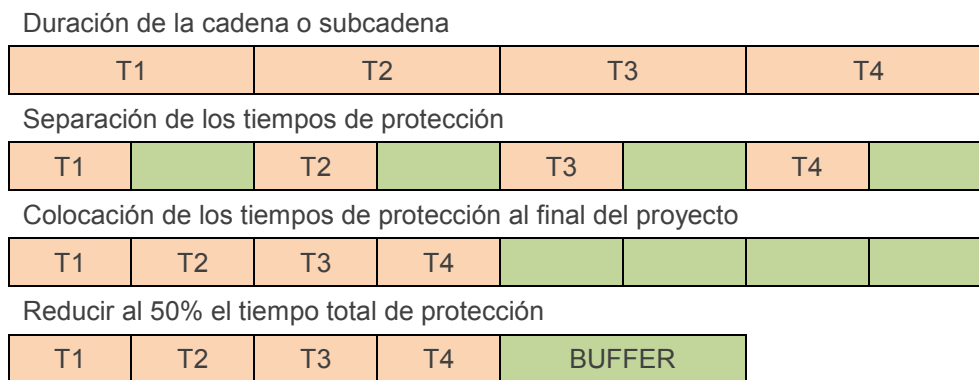 Duración de la cadena o subcadena
T1 T2 T3 T4
Separación de los tiempos de protección
T1 T2 T3 T4
Colocación de los tiempos de protección al final del proyecto
T1 T2 T3 T4
Reducir al 50% el tiempo total de protección
T1 T2 T3 T4 BUFFER